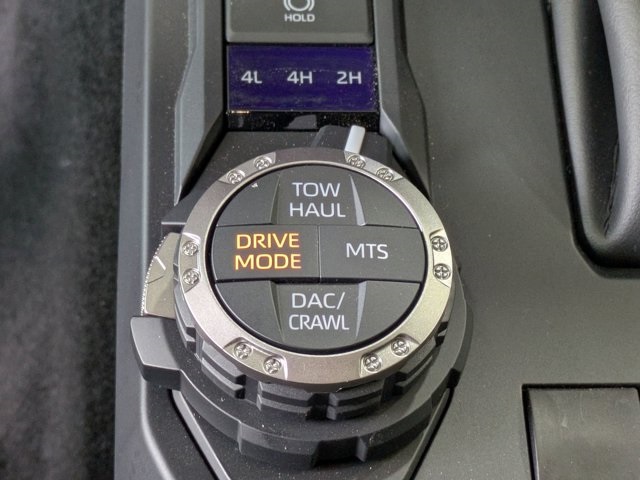 HOLD
4L 4H 2H
TOW
HAUL
DRIVE
MODE
MTS
DAC/
CRAWL